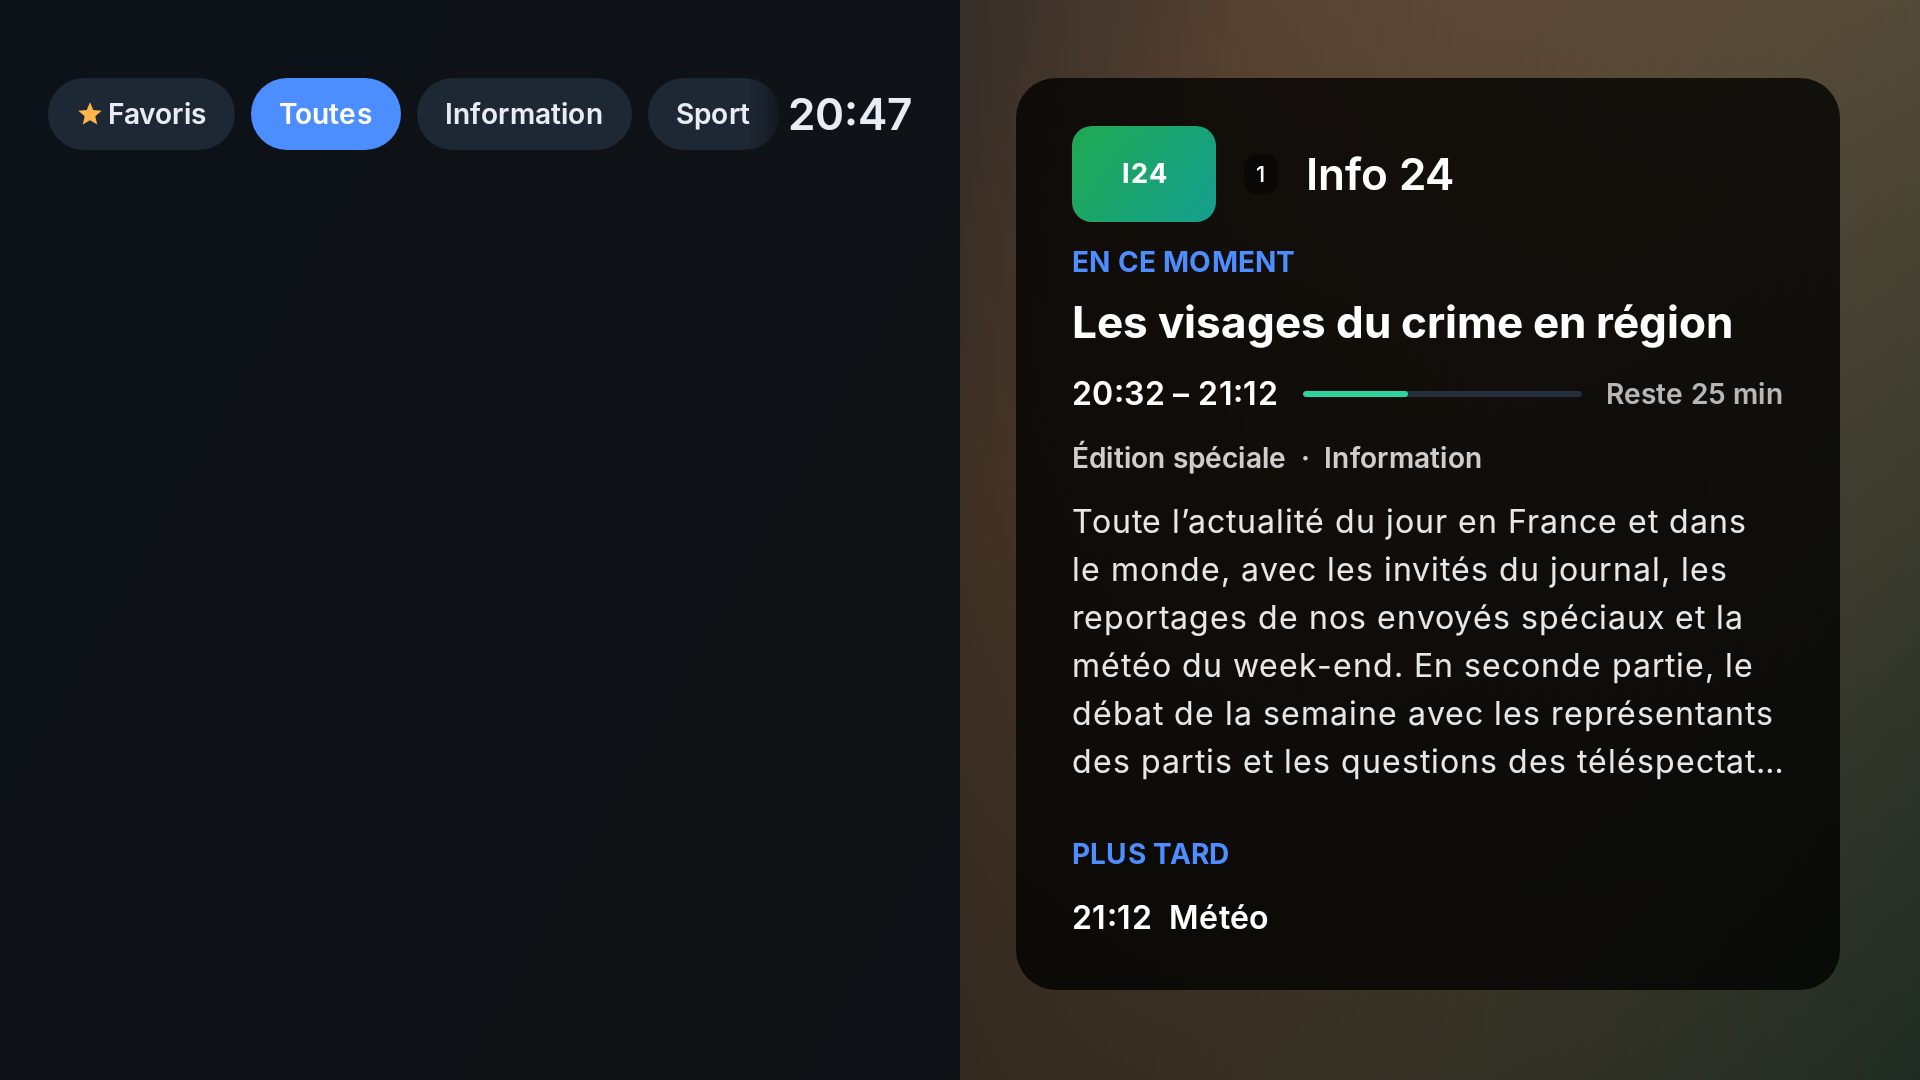 Favoris
Toutes
Information
Sport
20:47
I24
1
Info 24
EN CE MOMENT
Les visages du crime en région
20:32 – 21:12
Reste 25 min
Édition spéciale · Information
Toute l’actualité du jour en France et dans
le monde, avec les invités du journal, les
reportages de nos envoyés spéciaux et la
météo du week-end. En seconde partie, le
débat de la semaine avec les représentants
des partis et les questions des téléspectat...
PLUS TARD
21:12 Météo